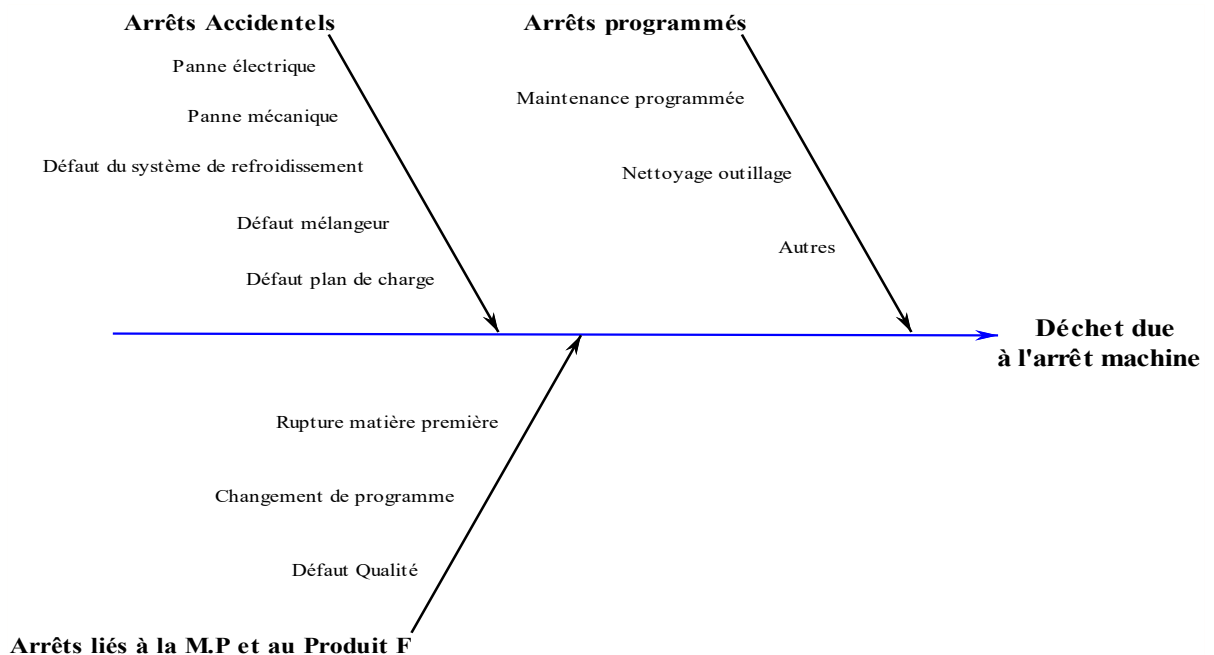 Arrêts Accidentels
Panne électrique
Panne mécanique
Défaut du système de refroidissement
Défaut mélangeur
Défaut plan de charge
Arrêts programmés
Maintenance programmée
Nettoyage outillage
Autres
Déchet due
à l'arrêt machine
Rupture matière première
Changement de programme
Défaut Qualité
Arrêts liés à la M.P et au Produit F